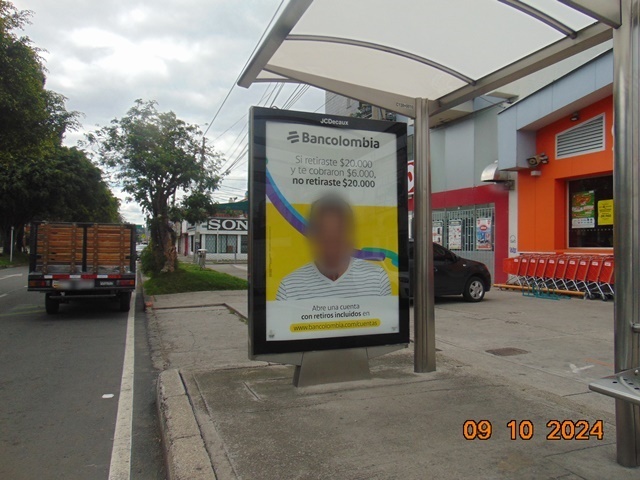 JCDecaux
Bancolombia
Si retiraste $20.000
y te cobraron $6.000,
no retiraste $20.000
Abre una cuenta
con retiros incluidos en
www.bancolombia.com/cuentas
SON
09 10 2024